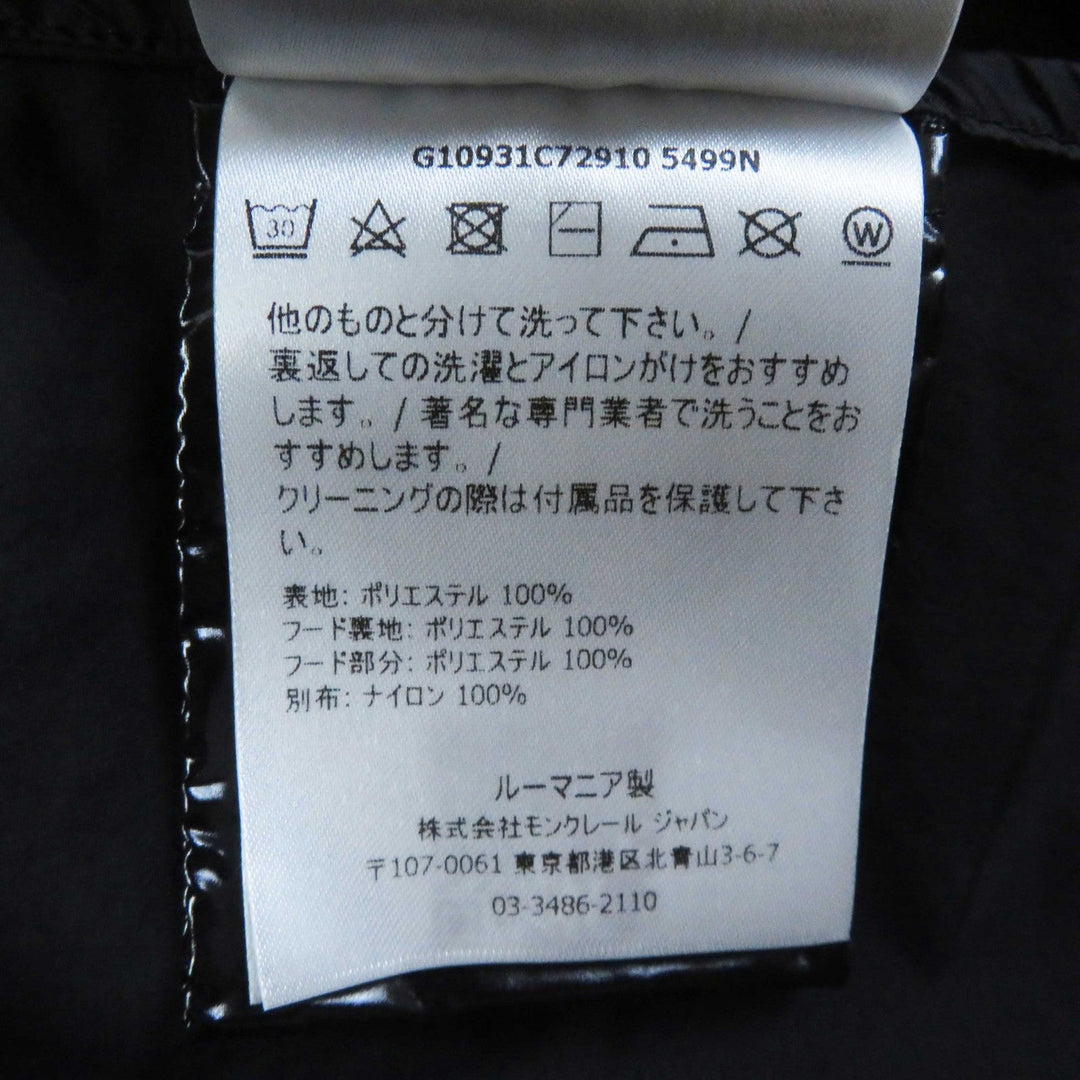 G10931C72910 5499N
30 W
他のものと分けて洗って下さい。/
裏返しての洗濯とアイロンがけをおすすめ
します。/ 著名な専門業者で洗うことをお
すすめします。/
クリーニングの際は付属品を保護して下さ
い。
表地: ポリエステル 100%
フード裏地: ポリエステル 100%
フード部分: ポリエステル 100%
別布: ナイロン 100%
ルーマニア製
株式会社モンクレール ジャパン
〒107-0061 東京都港区北青山3-6-7
03-3486-2110